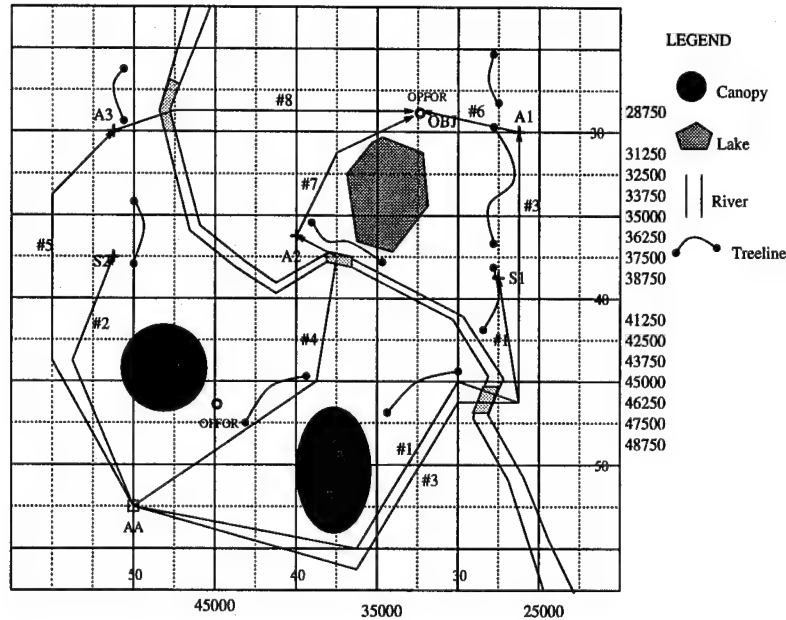 LEGEND
Canopy
Lake
River
Treeline
#8
OPFOR
OBJ
#6
A1
A3
30
28750
31250
32500
33750
35000
36250
37500
38750
#7
#3
#5
S2
A2
S1
40
41250
42500
43750
45000
46250
47500
48750
#2
#4
#1
OPFOR
#1
#3
50
AA
50
40
30
45000
35000
25000